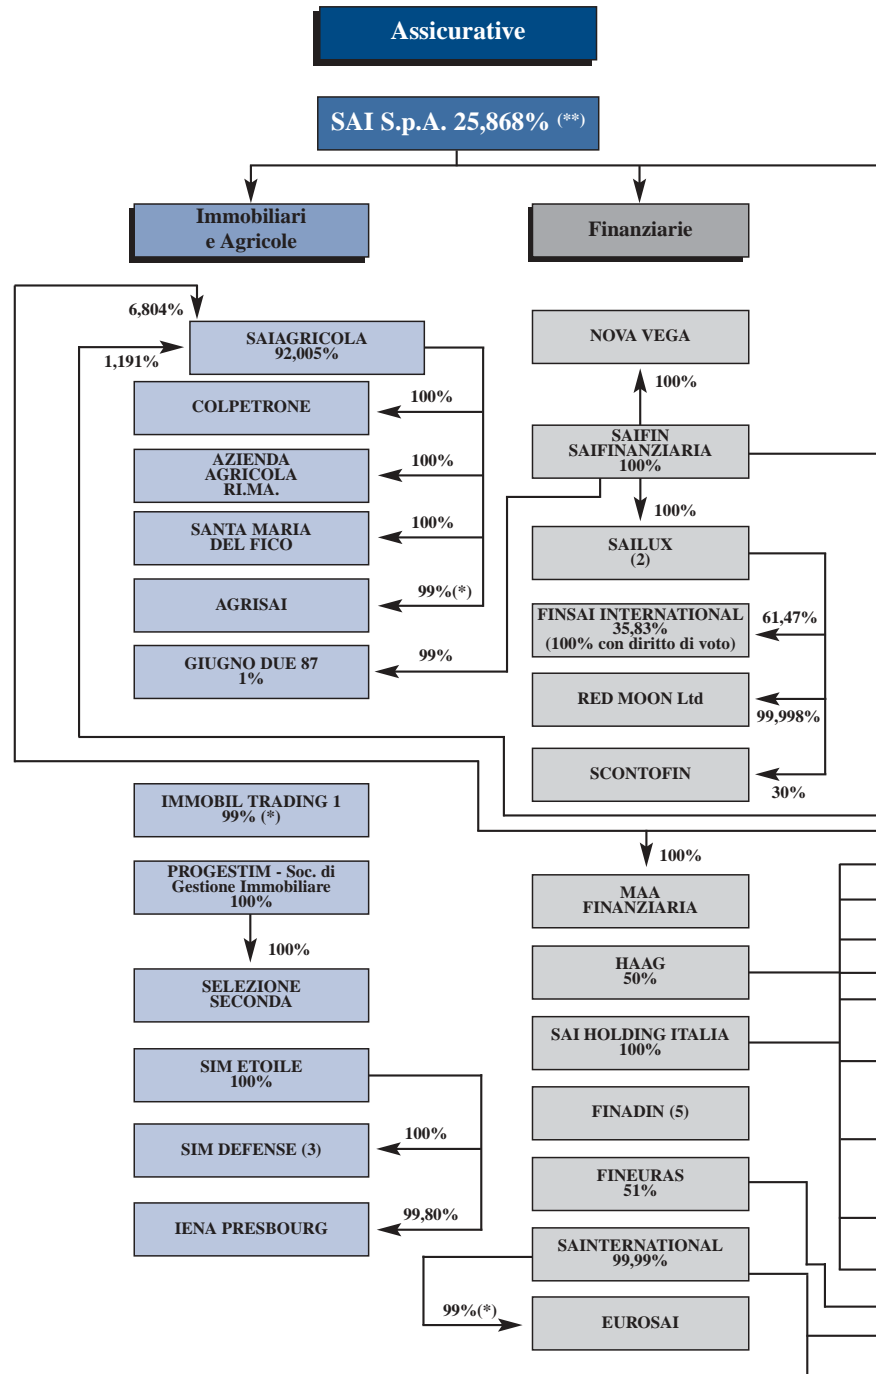 Assicurative
SAI S.p.A. 25,868% (**)
Immobiliari
e Agricole
Finanziarie
6,804%
SAIAGRICOLA
92,005%
1,191%
COLPETRONE
100%
AZIENDA
AGRICOLA
RI.MA.
100%
SANTA MARIA
DEL FICO
100%
AGRISAI
99%(*)
GIUGNO DUE 87
1%
99%
IMMOBIL TRADING 1
99% (*)
PROGESTIM - Soc. di
Gestione Immobiliare
100%
100%
SELEZIONE
SECONDA
SIM ETOILE
100%
SIM DEFENSE (3)
100%
IENA PRESBOURG
99,80%
NOVA VEGA
100%
SAIFIN
SAIFINANZIARIA
100%
100%
SAILUX
(2)
FINSAI INTERNATIONAL
35,83%
(100% con diritto di voto)
61,47%
RED MOON Ltd
99,998%
SCONTOFIN
30%
100%
MAA
FINANZIARIA
HAAG
50%
SAI HOLDING ITALIA
100%
FINADIN (5)
FINEURAS
51%
SAINTERNATIONAL
99,99%
99%(*)
EUROSAI